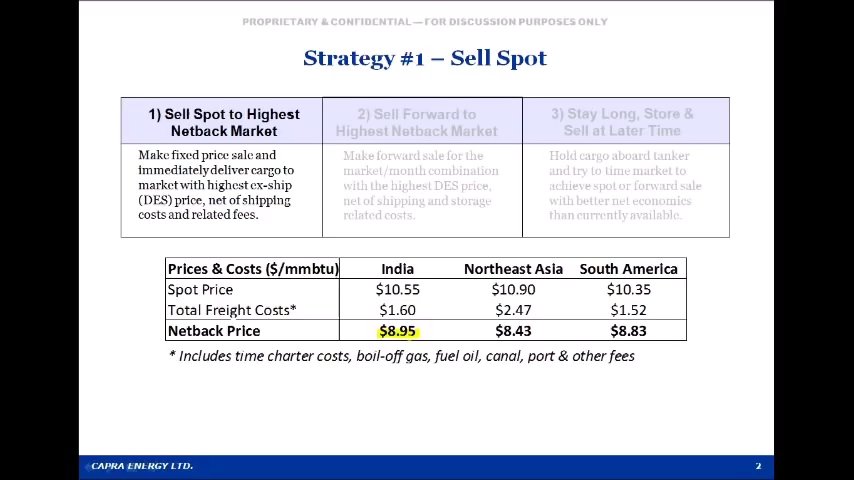 PROPRIETARY & CONFIDENTIAL — FOR DISCUSSION PURPOSES ONLY
Strategy #1 – Sell Spot
1) Sell Spot to Highest
Netback Market
Make fixed price sale and
immediately deliver cargo to
market with highest ex-ship
(DES) price, net of shipping
costs and related fees.
2) Sell Forward to
Highest Netback Market
Make forward sale for the
market/month combination
with the highest DES price,
net of shipping and storage
related costs.
3) Stay Long, Store &
Sell at Later Time
Hold cargo aboard tanker
and try to time market to
achieve spot or forward sale
with better net economics
than currently available.
Prices & Costs ($/mmbtu) India Northeast Asia South America
Spot Price $10.55 $10.90 $10.35
Total Freight Costs* $1.60 $2.47 $1.52
Netback Price $8.95 $8.43 $8.83
* Includes time charter costs, boil-off gas, fuel oil, canal, port & other fees
CAPRA ENERGY LTD. 2